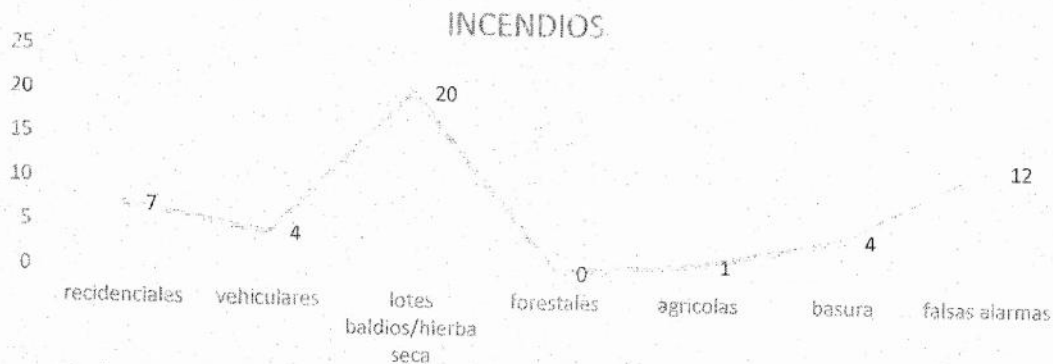 INCENDIOS
25
20
15
10
5
0
7
4
20
0
1
4
12
recidenciales
vehiculares
lotes
baldios/hierba
seca
forestales
agricolas
basura
falsas alarmas